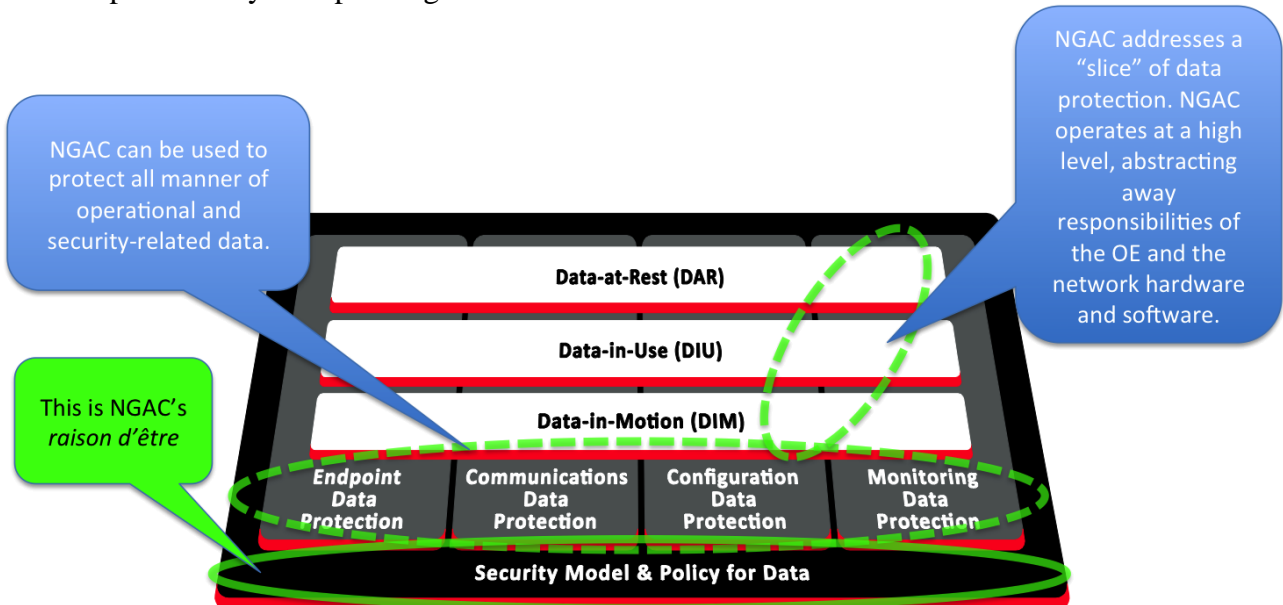 NGAC addresses a
“slice” of data
protection. NGAC
operates at a high
level, abstracting
away
responsibilities of
the OE and the
network hardware
and software.
NGAC can be used to
protect all manner of
operational and
security-related data.
This is NGAC’s
raison d’être
Data-at-Rest (DAR)
Data-in-Use (DIU)
Data-in-Motion (DIM)
Endpoint
Data
Protection
Communications
Data
Protection
Configuration
Data
Protection
Monitoring
Data
Protection
Security Model & Policy for Data